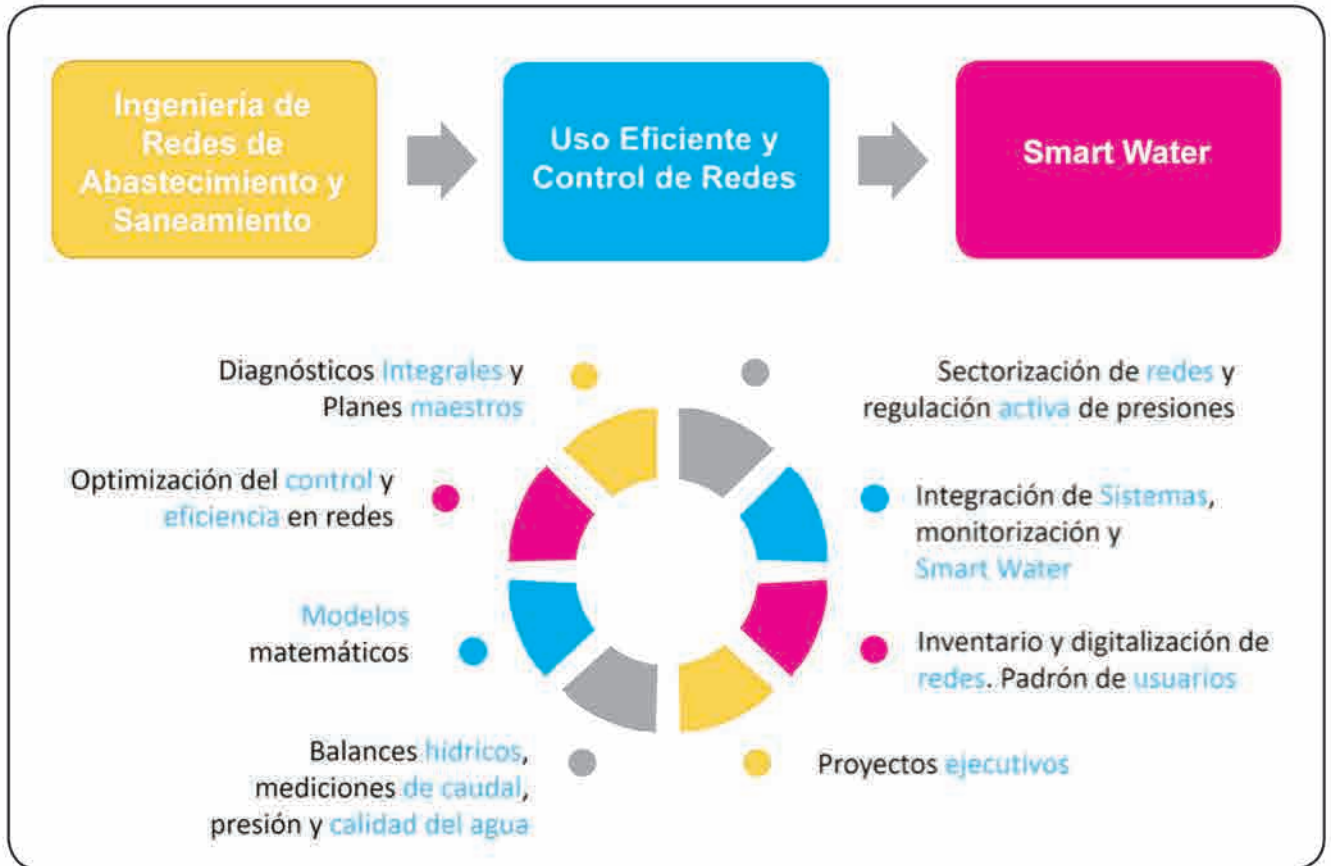 Ingeniería de
Redes de
Abastecimiento y
Saneamiento
Uso Eficiente y
Control de Redes
Smart Water
Diagnósticos Integrales y
Planes maestros
Optimización del control y
eficiencia en redes
Modelos
matemáticos
Balances hídricos,
mediciones de caudal,
presión y calidad del agua
Sectorización de redes y
regulación activa de presiones
Integración de Sistemas,
monitorización y
Smart Water
Inventario y digitalización de
redes. Padrón de usuarios
Proyectos ejecutivos